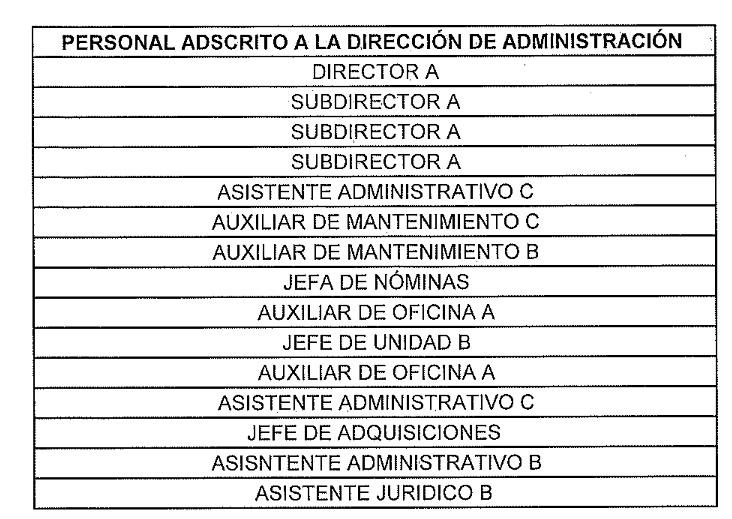 PERSONAL ADSCRITO A LA DIRECCIÓN DE ADMINISTRACIÓN
DIRECTOR A
SUBDIRECTOR A
SUBDIRECTOR A
SUBDIRECTOR A
ASISTENTE ADMINISTRATIVO C
AUXILIAR DE MANTENIMIENTO C
AUXILIAR DE MANTENIMIENTO B
JEFA DE NÓMINAS
AUXILIAR DE OFICINA A
JEFE DE UNIDAD B
AUXILIAR DE OFICINA A
ASISTENTE ADMINISTRATIVO C
JEFE DE ADQUISICIONES
ASISNTENTE ADMINISTRATIVO B
ASISTENTE JURIDICO B